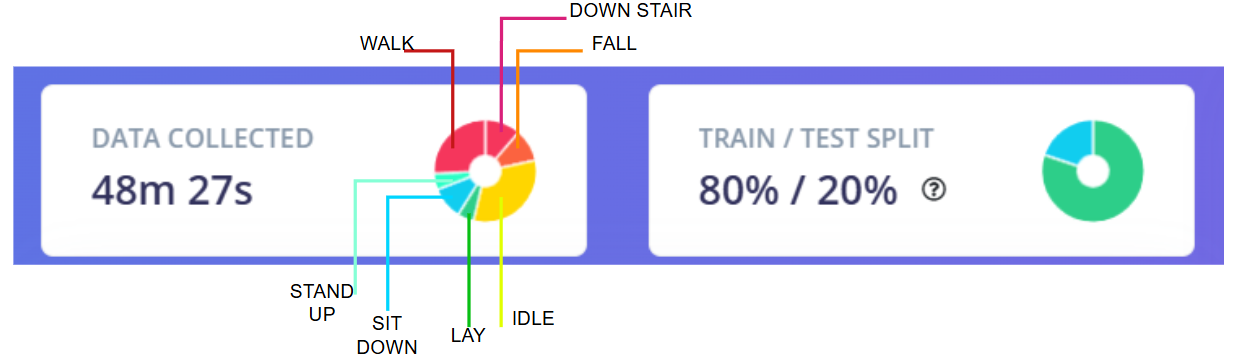 DOWN STAIR
WALK
FALL
DATA COLLECTED
48m 27s
TRAIN / TEST SPLIT
80% / 20% ?
STAND
UP
SIT
DOWN
LAY
IDLE